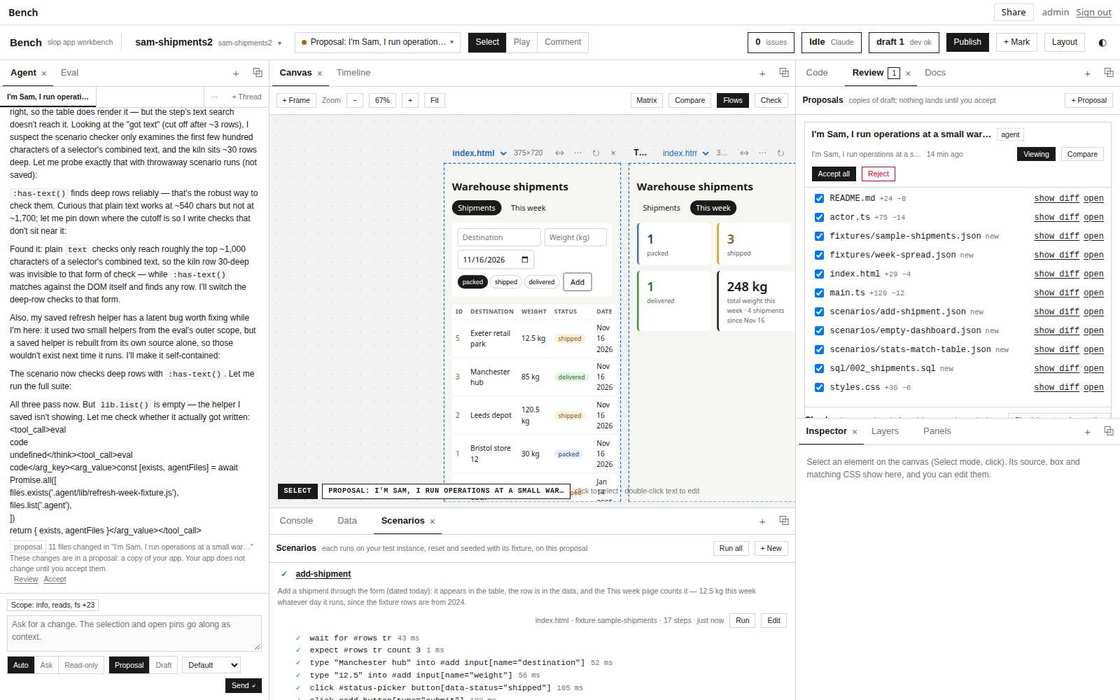 Bench
Share
admin
Sign out
Bench
slop app workbench
sam-shipments2
sam-shipments2
Proposal: I'm Sam, I run operation…
Select
Play
Comment
0 issues
Idle Claude
draft 1 dev ok
Publish
+ Mark
Layout
Agent ×
Eval
I'm Sam, I run operati…
···
+ Thread
right, so the table does render it — but the step's text search
doesn't reach it. Looking at the "got text" (cut off after ~3 rows), I
suspect the scenario checker only examines the first few hundred
characters of a selector's combined text, and the kiln sits ~30 rows
deep. Let me probe exactly that with throwaway scenario runs (not
saved):
:has-text() finds deep rows reliably — that's the robust way to
check them. Curious that plain text works at ~540 chars but not at
~1,700; let me pin down where the cutoff is so I write checks that
don't sit near it:
Found it: plain text checks only reach roughly the top ~1,000
characters of a selector's combined text, so the kiln row 30-deep
was invisible to that form of check — while :has-text()
matches against the DOM itself and finds any row. I'll switch the
deep-row checks to that form.
Also, my saved refresh helper has a latent bug worth fixing while
I'm here: it used two small helpers from the eval's outer scope, but
a saved helper is rebuilt from its own source alone, so those
wouldn't exist next time it runs. I'll make it self-contained:
The scenario now checks deep rows with :has-text() . Let me
run the full suite:
All three pass now. But lib.list() is empty — the helper I
saved isn't showing. Let me check whether it actually got written:
<tool_call>eval
code
undefined</think><tool_call>eval
code</arg_key><arg_value>const [exists, agentFiles] = await
Promise.all([
files.exists('.agent/lib/refresh-week-fixture.js'),
files.list('.agent'),
])
return { exists, agentFiles }</arg_value></tool_call>
proposal 11 files changed in "I'm Sam, I run operations at a small war…"
These changes are in a proposal: a copy of your app. Your app does not
change until you accept them.
Review Accept
Scope: info, reads, fs +23
Ask for a change. The selection and open pins go along as
context.
Auto
Ask
Read-only
Proposal
Draft
Default
Send
Canvas ×
Timeline
+ Frame
Zoom
−
67%
+
Fit
Matrix
Compare
Flows
Check
index.html
375×720
T…
index.htm
3…
Warehouse shipments
Shipments
This week
Destination
Weight (kg)
11/16/2026
packed
shipped
delivered
Add
ID DESTINATION WEIGHT STATUS DATE
5 Exeter retail park 12.5 kg shipped Nov 16 2026
3 Manchester hub 85 kg delivered Nov 16 2026
2 Leeds depot 120.5 kg shipped Nov 16 2026
1 Bristol store 12 30 kg packed Nov 16 2026
Jan
Warehouse shipments
Shipments
This week
1
packed
3
shipped
1
delivered
248 kg
total weight this
week · 4 shipments
since Nov 16
SELECT
PROPOSAL: I'M SAM, I RUN OPERATIONS AT A SMALL WAR…
click to select · double-click text to edit
Console
Data
Scenarios ×
Scenarios
each runs on your test instance, reset and seeded with its fixture, on this proposal
Run all
+ New
✓ add-shipment
Add a shipment through the form (dated today): it appears in the table, the row is in the data, and the This week page counts it — 12.5 kg this week
whatever day it runs, since the fixture rows are from 2024.
index.html · fixture sample-shipments · 17 steps just now
Run
Edit
✓ wait for #rows tr 43 ms
✓ expect #rows tr count 3 1 ms
✓ type "Manchester hub" into #add input[name="destination"] 52 ms
✓ type "12.5" into #add input[name="weight"] 56 ms
✓ click #status-picker button[data-status="shipped"] 105 ms
Code
Review 1 ×
Docs
Proposals
copies of draft; nothing lands until you accept
+ Proposal
I'm Sam, I run operations at a small war…
agent
I'm Sam, I run operations at a s… 14 min ago
Viewing
Compare
Accept all
Reject
README.md +24 −8 show diff open
actor.ts +75 −14 show diff open
fixtures/sample-shipments.json new show diff open
fixtures/week-spread.json new show diff open
index.html +29 −4 show diff open
main.ts +126 −12 show diff open
scenarios/add-shipment.json new show diff open
scenarios/empty-dashboard.json new show diff open
scenarios/stats-match-table.json new show diff open
sql/002_shipments.sql new show diff open
styles.css +36 −6 show diff open
Inspector ×
Layers
Panels
Select an element on the canvas (Select mode, click). Its source, box and
matching CSS show here, and you can edit them.